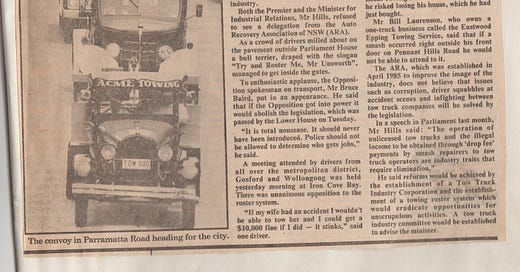 ACME TOWING
TOW 000
The convoy in Parramatta Road heading for the city.
industry.
Both the Premier and the Minister for
Industrial Relations, Mr Hills, refused
to see a delegation from the Auto
Recovery Association of NSW (ARA).
As a crowd of drivers milled about on
the pavement outside Parliament House
a bull terrier, draped with the slogan
"Try and Roster Me, Mr Unsworth",
managed to get inside the gates.
To enthusiastic applause, the Opposi-
tion spokesman on transport, Mr Bruce
Baird, put in an appearance. He said
that if the Opposition got into power it
would abolish the legislation, which was
passed by the Lower House on Tuesday.
"It is total nonsense. It should never
have been introduced. Police should not
be allowed to determine who gets jobs,"
he said.
A meeting attended by drivers from
all over the metropolitan district,
Gosford and Wollongong was held
yesterday morning at Iron Cove Bay.
There was unanimous opposition to the
roster system.
"If my wife had an accident I wouldn't
be able to tow her and I could get a
$10,000 fine if I did — it stinks," said
one driver.
he risked losing his house, which he had
just bought.
Mr Bill Laurenson, who owns a
one-truck business called the Eastwood
Epping Towing Service, said that if a
smash occurred right outside his front
door on Pennant Hills Road he would
not be able to attend to it.
The ARA, which was established in
April 1985 to improve the image of the
industry, does not believe that issues
such as corruption, driver squabbles at
accident scenes and infighting between
tow truck companies will be solved by
the legislation.
In a speech in Parliament last month,
Mr Hills said: "The operation of
unlicensed tow trucks and the illegal
income to be obtained through 'drop fee'
payments by smash repairers to tow
truck operators are industry traits that
require elimination."
He said reforms would be achieved by
the establishment of a Tow Truck
Industry Corporation and the establish-
ment of a towing roster system which
would eradicate opportunities for
unscrupulous activities. A tow truck
industry committee would be established
to advise the minister.